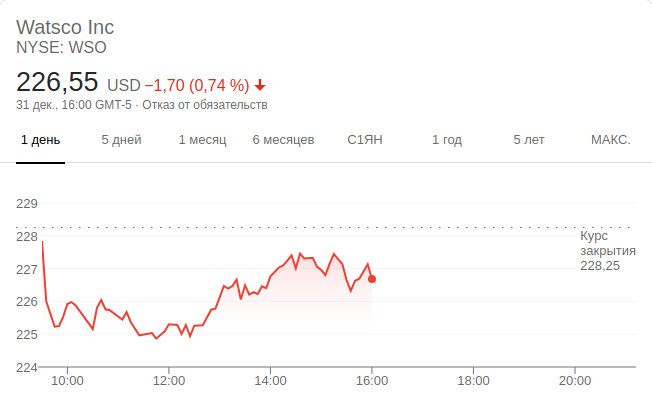 Watsco Inc
NYSE: WSO
226,55 USD −1,70 (0,74 %)
31 дек., 16:00 GMT-5 · Отказ от обязательств
1 день 5 дней 1 месяц 6 месяцев С1ЯН 1 год 5 лет МАКС.
229
228
227
226
225
224
Курс
закрытия
228,25
10:00 12:00 14:00 16:00 18:00 20:00